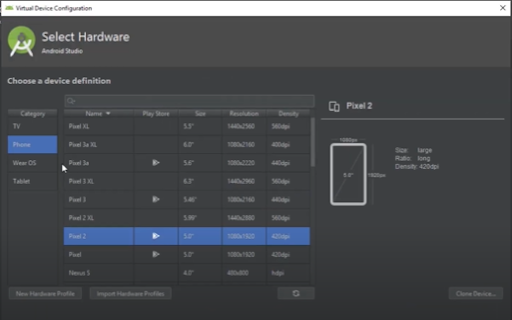 Virtual Device Configuration
Select Hardware
Android Studio
Choose a device definition
Category
TV
Phone
Wear OS
Tablet
Name Play Store Size Resolution Density
Pixel XL 5.5" 1440x2560 560dpi
Pixel 3a XL 6.0" 1080x2160 400dpi
Pixel 3a 5.6" 1080x2220 440dpi
Pixel 3 XL 6.3" 1440x2960 560dpi
Pixel 3 5.46" 1080x2160 440dpi
Pixel 2 XL 5.99" 1440x2880 560dpi
Pixel 2 5.0" 1080x1920 420dpi
Pixel 5.0" 1080x1920 420dpi
Nexus S 4.0" 480x800 hdpi
New Hardware Profile Import Hardware Profiles
Pixel 2
1080px
5.0" 1920px
Size: large
Ratio: long
Density: 420dpi
Clone Device...